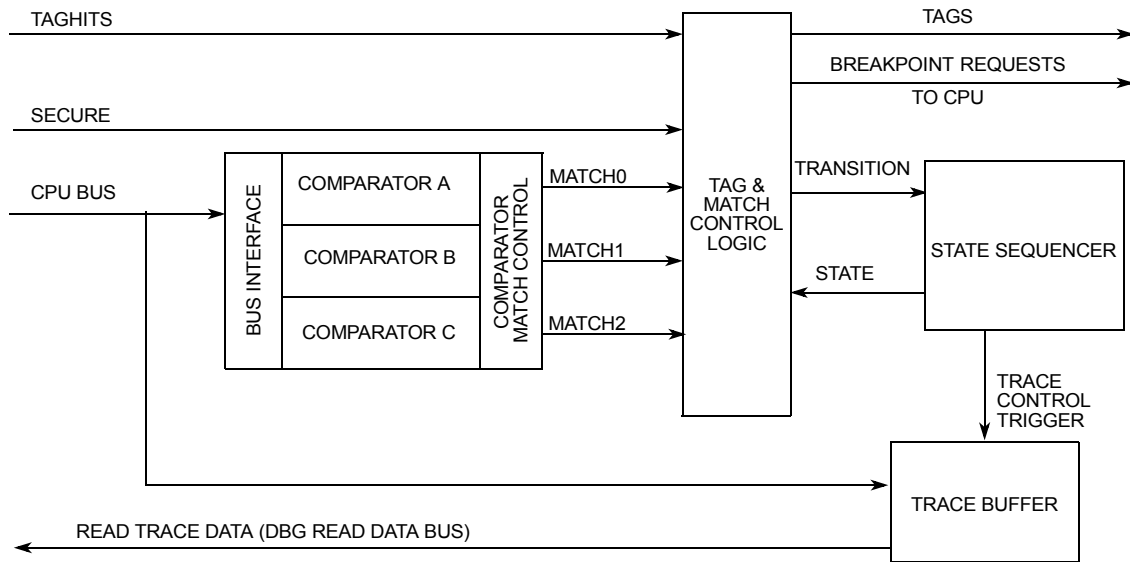 TAGHITS
TAGS
BREAKPOINT REQUESTS
TO CPU
SECURE
CPU BUS
BUS INTERFACE
COMPARATOR A
COMPARATOR B
COMPARATOR C
COMPARATOR
MATCH CONTROL
MATCH0
MATCH1
MATCH2
TAG &
MATCH
CONTROL
LOGIC
TRANSITION
STATE
STATE SEQUENCER
TRACE
CONTROL
TRIGGER
TRACE BUFFER
READ TRACE DATA (DBG READ DATA BUS)